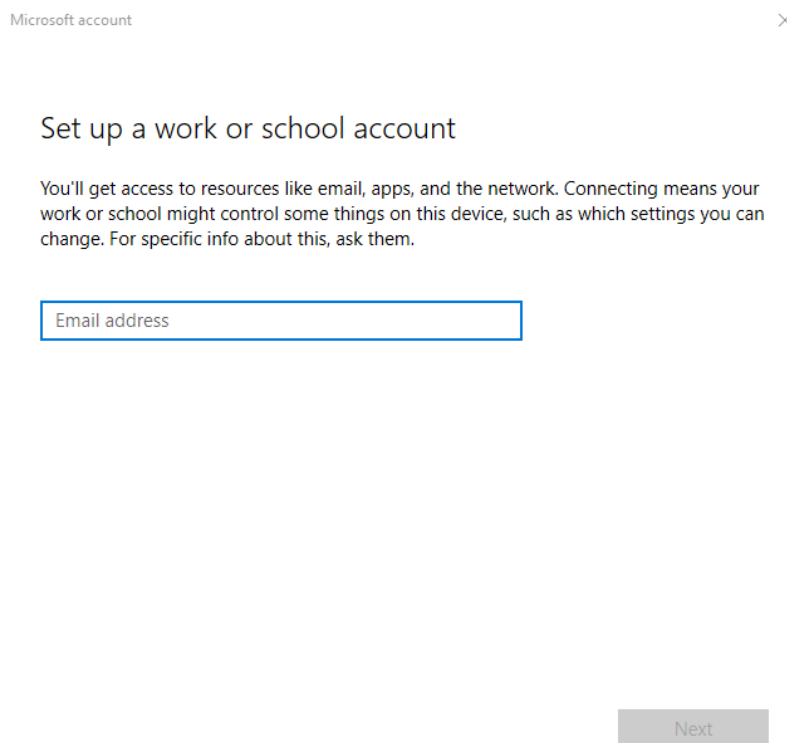 Microsoft account
Set up a work or school account
You'll get access to resources like email, apps, and the network. Connecting means your
work or school might control some things on this device, such as which settings you can
change. For specific info about this, ask them.
Email address
Next